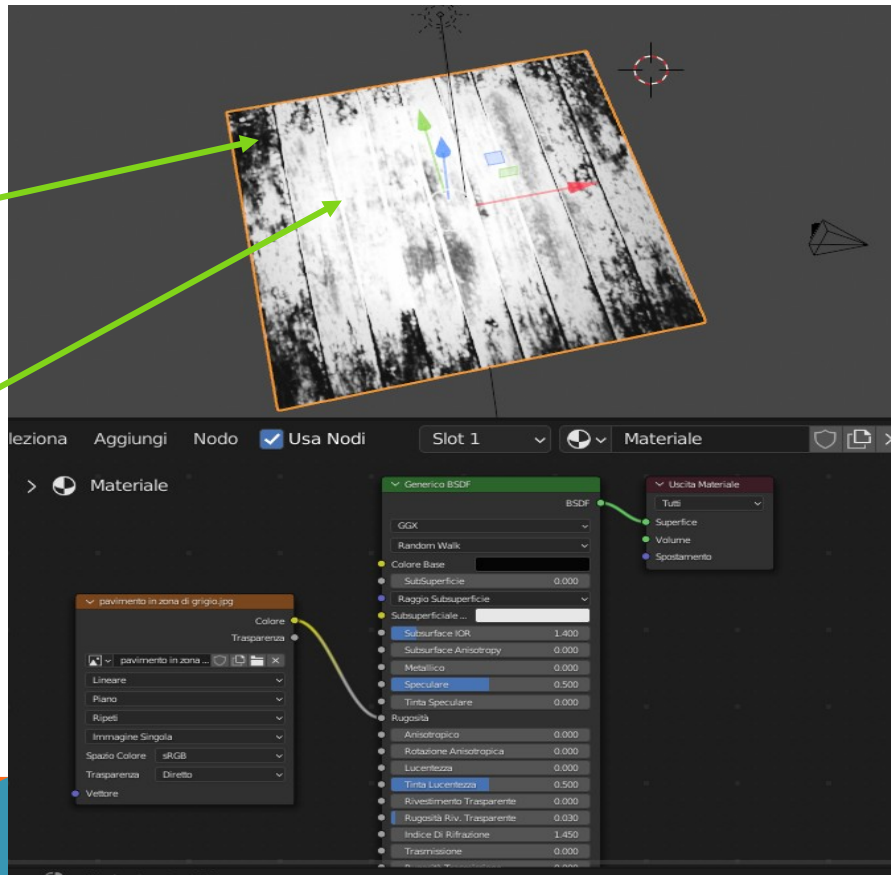 leziona Aggiungi Nodo Usa Nodi Slot 1 Materiale
Materiale
pavimento in zona di grigio.jpg
Colore
Trasparenza
pavimento in zona ...
Lineare
Piano
Ripeti
Immagine Singola
Spazio Colore sRGB
Trasparenza Diretto
Vettore
Generico BSDF
BSDF
GGX
Random Walk
Colore Base
SubSuperficie 0.000
Raggio Subsuperficie
Subsuperficiale ...
Subsurface IOR 1.400
Subsurface Anisotropy 0.000
Metallico 0.000
Speculare 0.500
Tinta Speculare 0.000
Rugosità
Anisotropico 0.000
Rotazione Anisotropica 0.000
Lucentezza 0.000
Tinta Lucentezza 0.500
Rivestimento Trasparente 0.000
Rugosità Riv. Trasparente 0.030
Indice Di Rifrazione 1.450
Trasmissione 0.000
Uscita Materiale
Tutti
Superfice
Volume
Spostamento